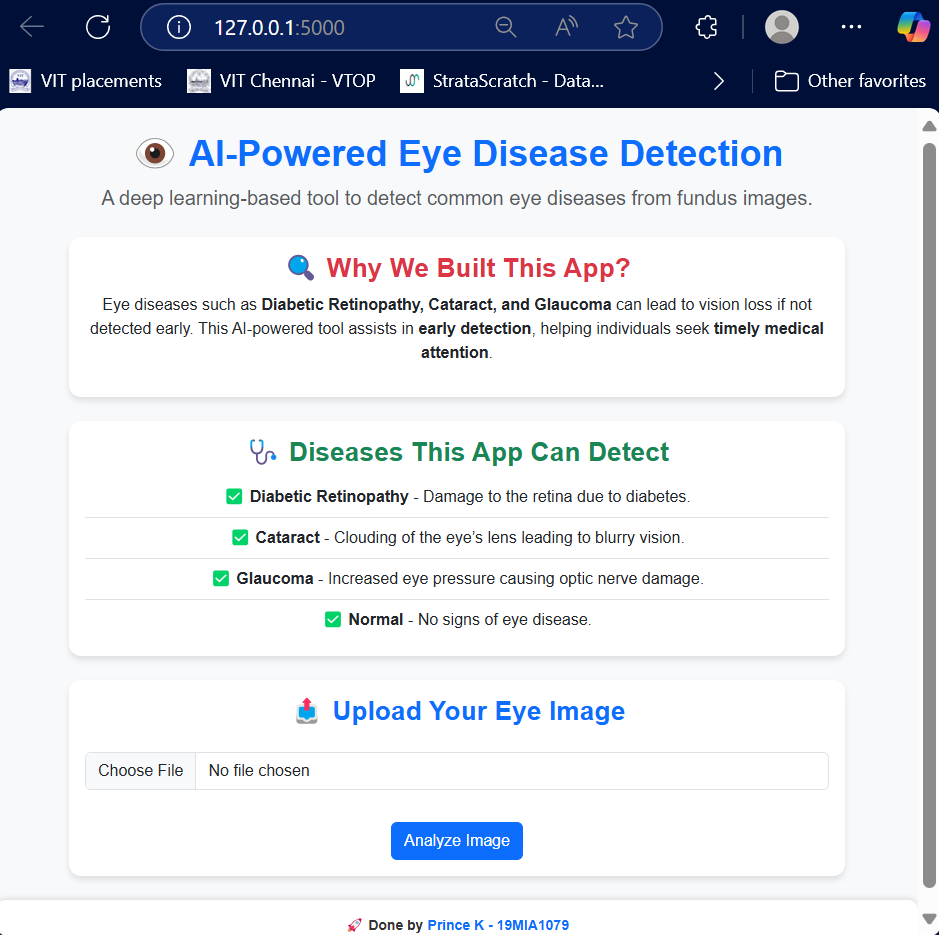 127.0.0.1:5000
VIT placements
VIT Chennai - VTOP
StrataScratch - Data...
Other favorites
AI-Powered Eye Disease Detection
A deep learning-based tool to detect common eye diseases from fundus images.
Why We Built This App?
Eye diseases such as Diabetic Retinopathy, Cataract, and Glaucoma can lead to vision loss if not
detected early. This AI-powered tool assists in early detection, helping individuals seek timely medical
attention.
Diseases This App Can Detect
Diabetic Retinopathy - Damage to the retina due to diabetes.
Cataract - Clouding of the eye’s lens leading to blurry vision.
Glaucoma - Increased eye pressure causing optic nerve damage.
Normal - No signs of eye disease.
Upload Your Eye Image
Choose File No file chosen
Analyze Image
Done by Prince K - 19MIA1079